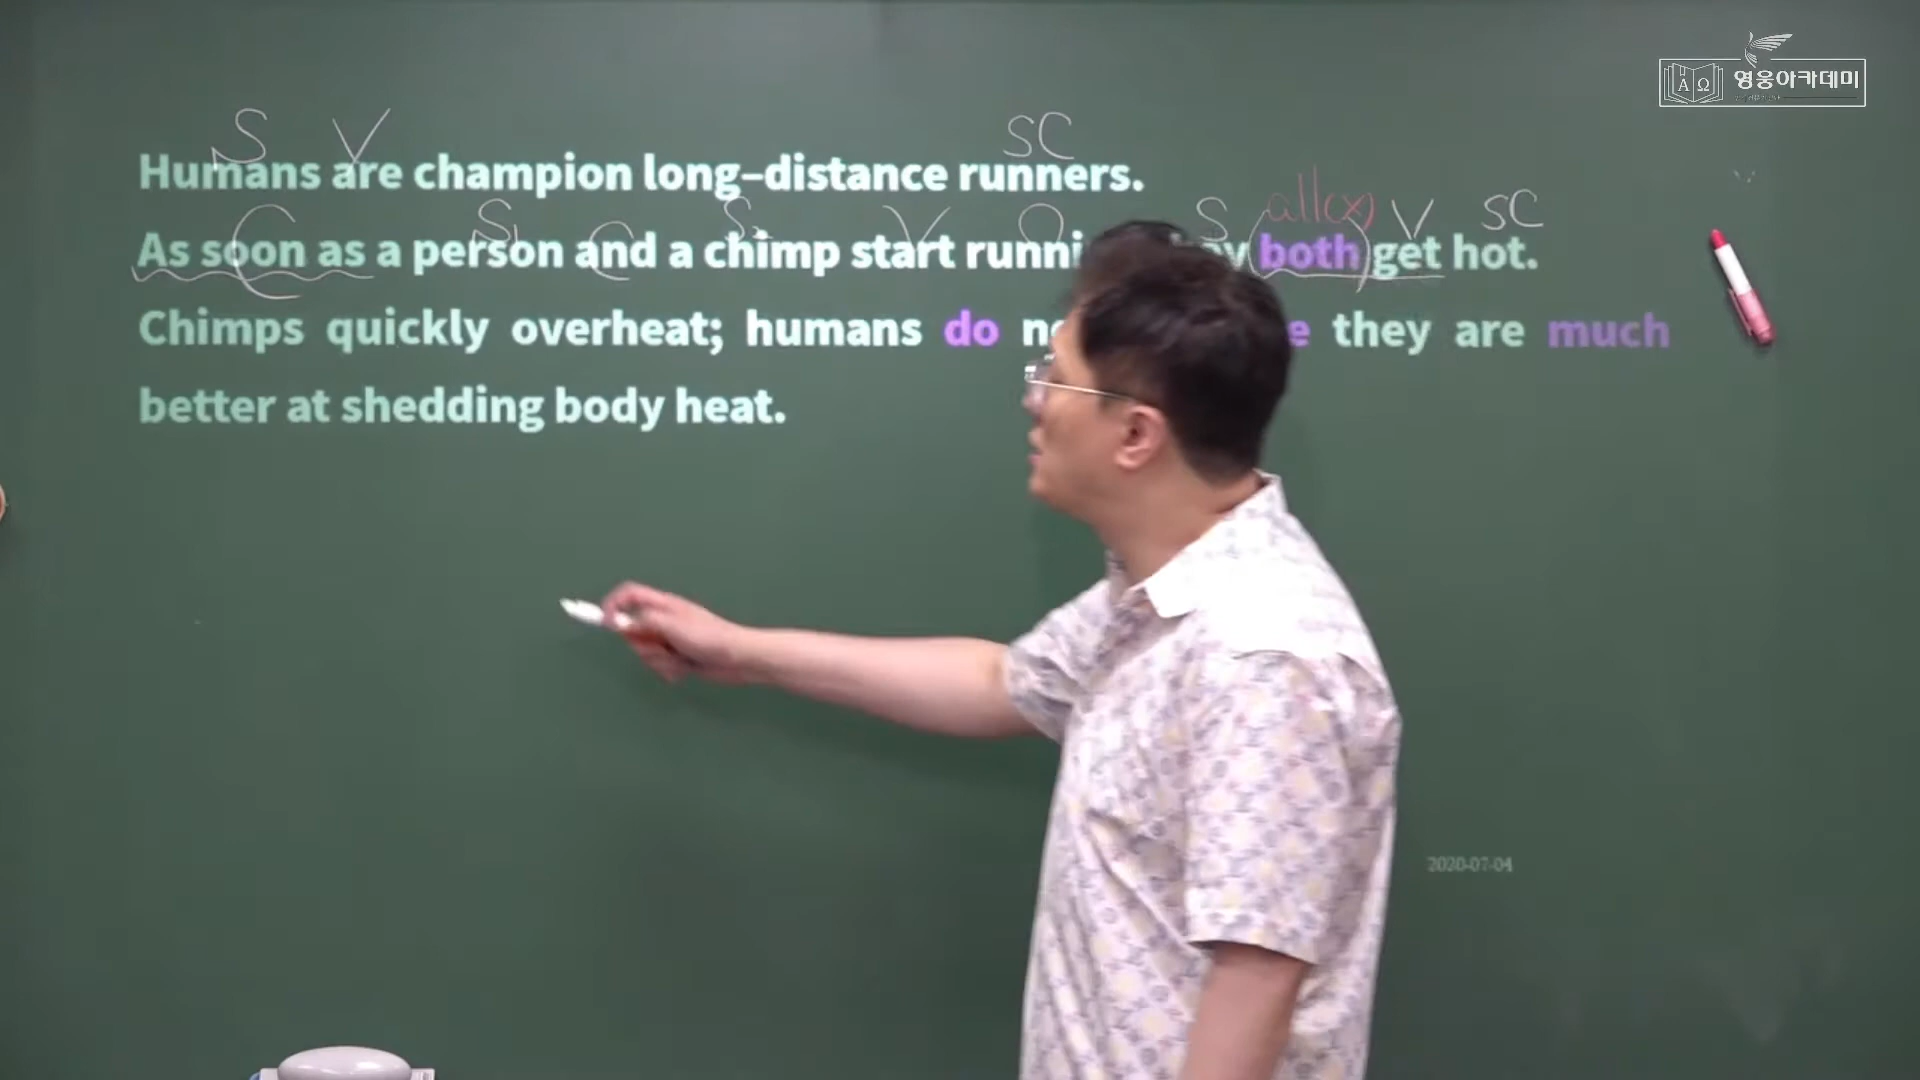 영웅아카데미
S V SC
Humans are champion long–distance runners.
C S₁ C S₂ V O S all(x) V SC
As soon as a person and a chimp start runni (both) get hot.
Chimps quickly overheat; humans do they are much
better at shedding body heat.
2020-07-04